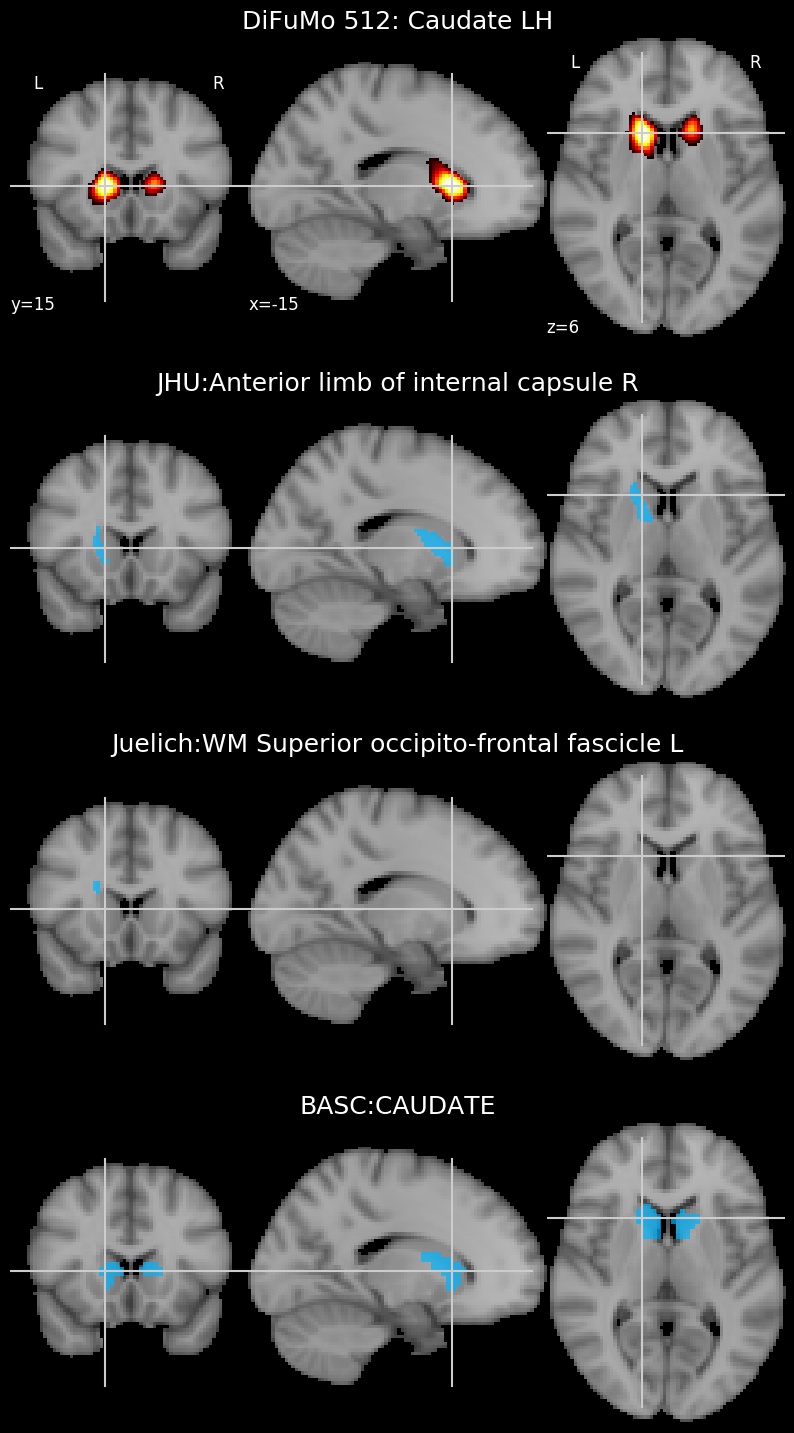 DiFuMo 512: Caudate LH
L R
L R
y=15
x=-15
z=6
JHU:Anterior limb of internal capsule R
Juelich:WM Superior occipito-frontal fascicle L
BASC:CAUDATE